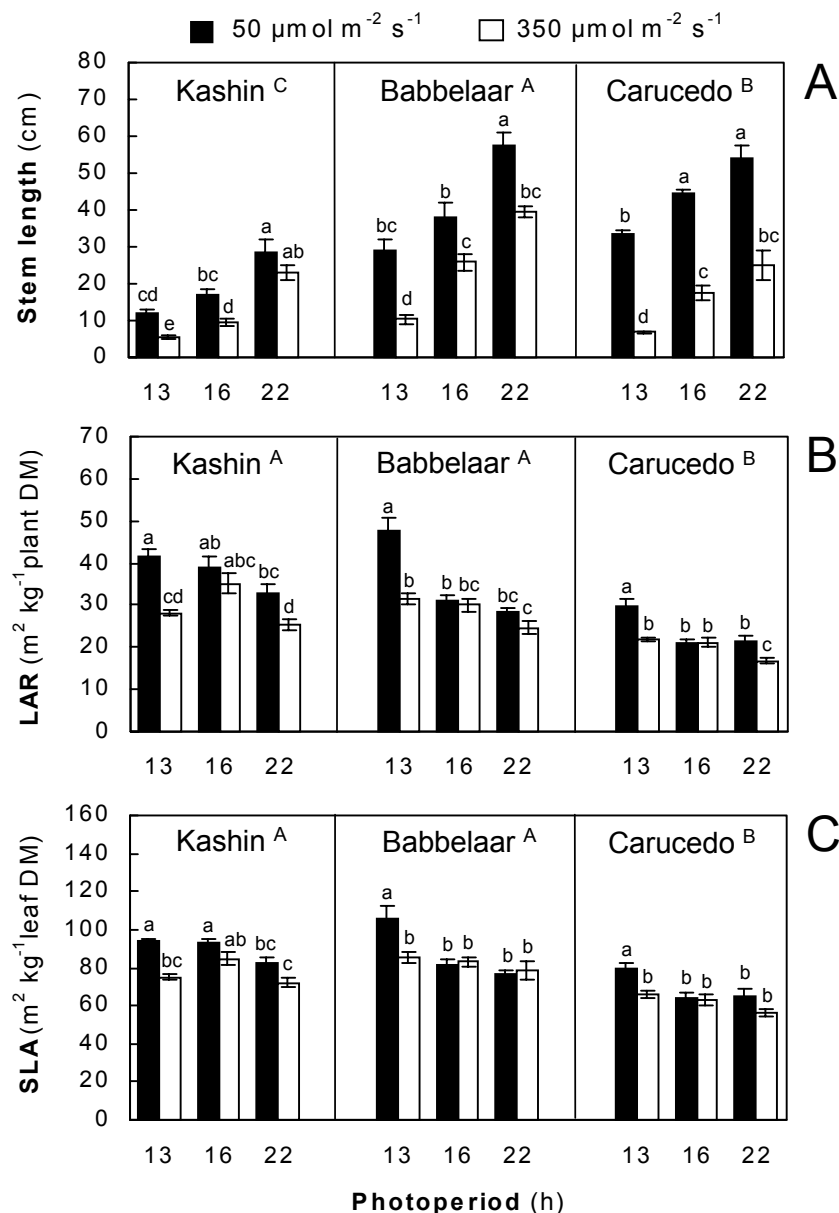 50 µmol m⁻² s⁻¹ 350 µmol m⁻² s⁻¹
A
Stem length (cm)
80
70
60
50
40
30
20
10
0
Kashin C Babbelaar A Carucedo B
cd e bc d a ab bc d b c a bc b d a c a bc
13 16 22 13 16 22 13 16 22
B
LAR (m² kg⁻¹ plant DM)
70
60
50
40
30
20
10
0
Kashin A Babbelaar A Carucedo B
a cd ab abc bc d a b b bc bc c a b b b b c
13 16 22 13 16 22 13 16 22
C
SLA (m² kg⁻¹ leaf DM)
160
140
120
100
80
60
40
20
0
Kashin A Babbelaar A Carucedo B
a bc a ab bc c a b b b b b a b b b b b
13 16 22 13 16 22 13 16 22
Photoperiod (h)